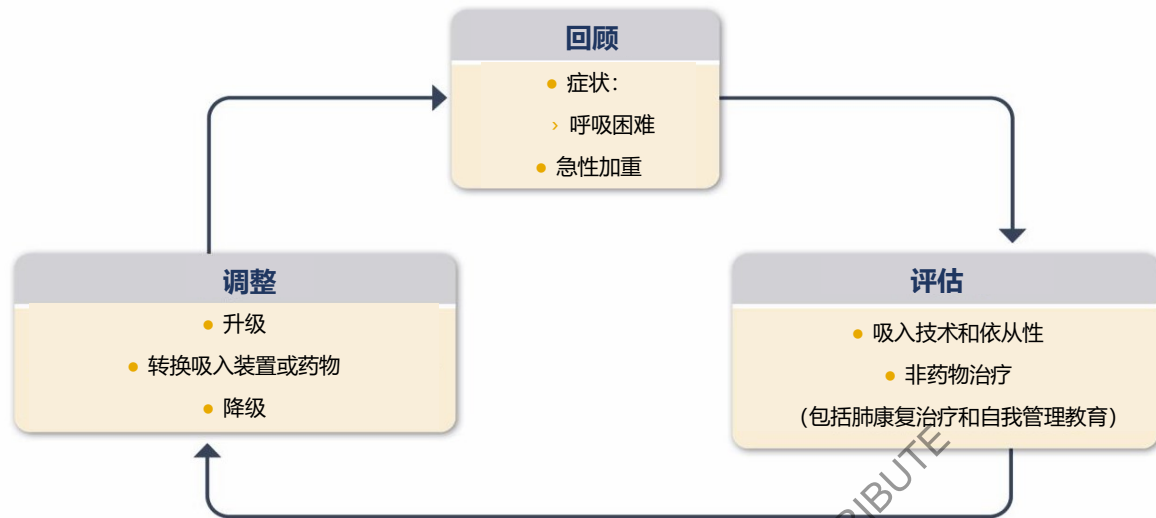 回顾
● 症状：
› 呼吸困难
● 急性加重
调整
● 升级
● 转换吸入装置或药物
● 降级
评估
● 吸入技术和依从性
● 非药物治疗
(包括肺康复治疗和自我管理教育）
RIBUTE